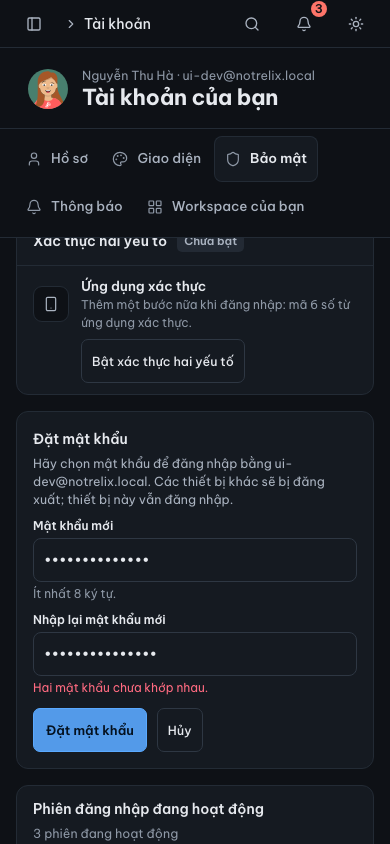 Tài khoản
3
Nguyễn Thu Hà · ui-dev@notrelix.local
Tài khoản của bạn
Hồ sơ
Giao diện
Bảo mật
Thông báo
Workspace của bạn
Xác thực hai yếu tố
Chưa bật
Ứng dụng xác thực
Thêm một bước nữa khi đăng nhập: mã 6 số từ
ứng dụng xác thực.
Bật xác thực hai yếu tố
Đặt mật khẩu
Hãy chọn mật khẩu để đăng nhập bằng ui-
dev@notrelix.local. Các thiết bị khác sẽ bị đăng
xuất; thiết bị này vẫn đăng nhập.
Mật khẩu mới
Ít nhất 8 ký tự.
Nhập lại mật khẩu mới
Hai mật khẩu chưa khớp nhau.
Đặt mật khẩu
Hủy
Phiên đăng nhập đang hoạt động
3 phiên đang hoạt động